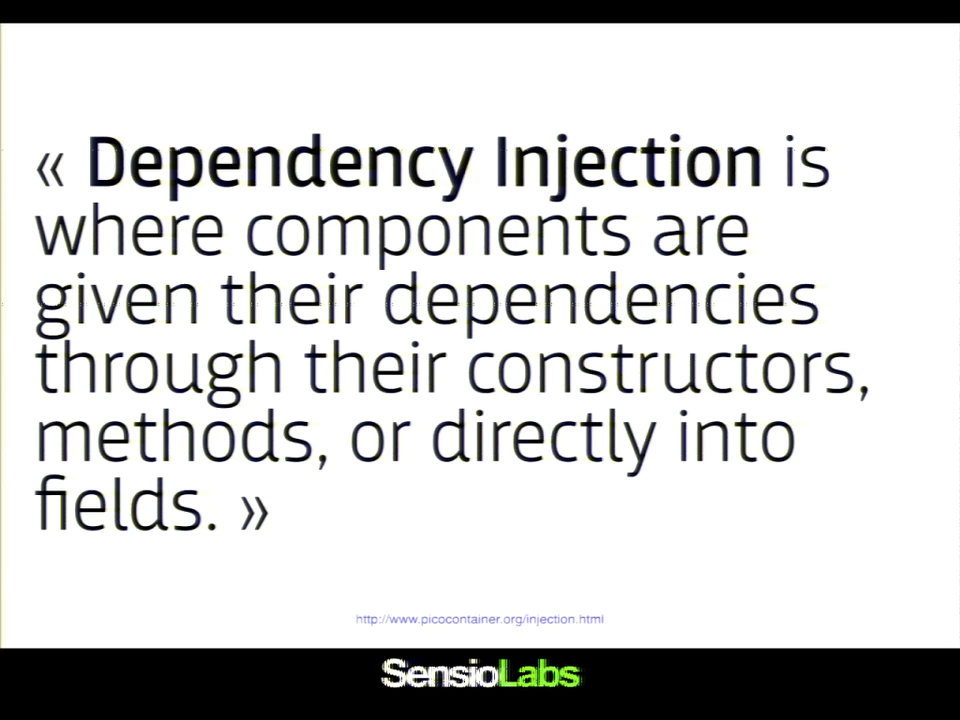 « Dependency Injection is
where components are
given their dependencies
through their constructors,
methods, or directly into
fields. »
http://www.picocontainer.org/injection.html
SensioLabs